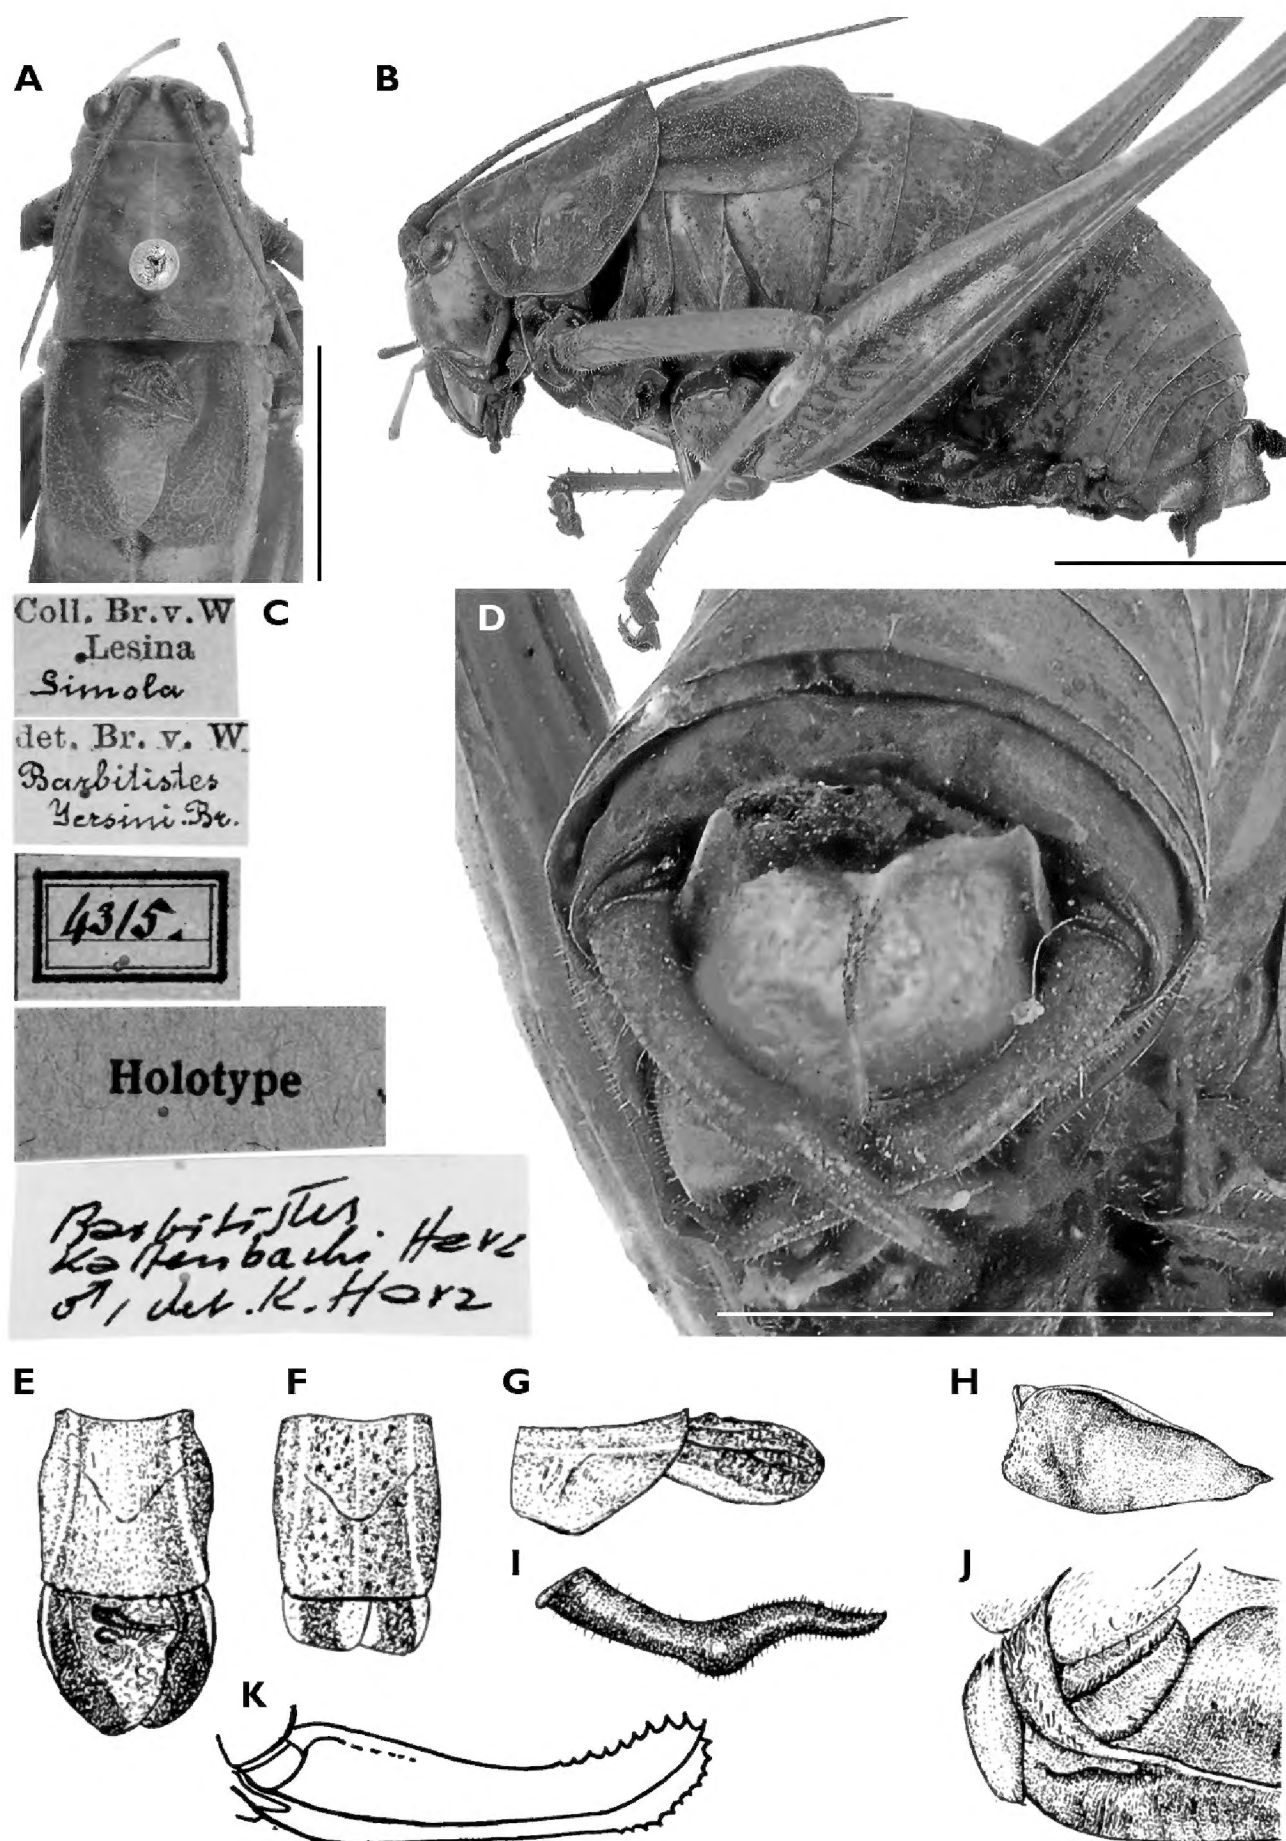 A
B
Coll. Br.v.W
Lesina
Simola
C
det. Br. v. W
Barbitistes
Yersini.Br.
4315.
Holotype
Barbitistes
Kaltenbachi Harz
♂, det. K. Harz
D
E
F
G
H
I
J
K